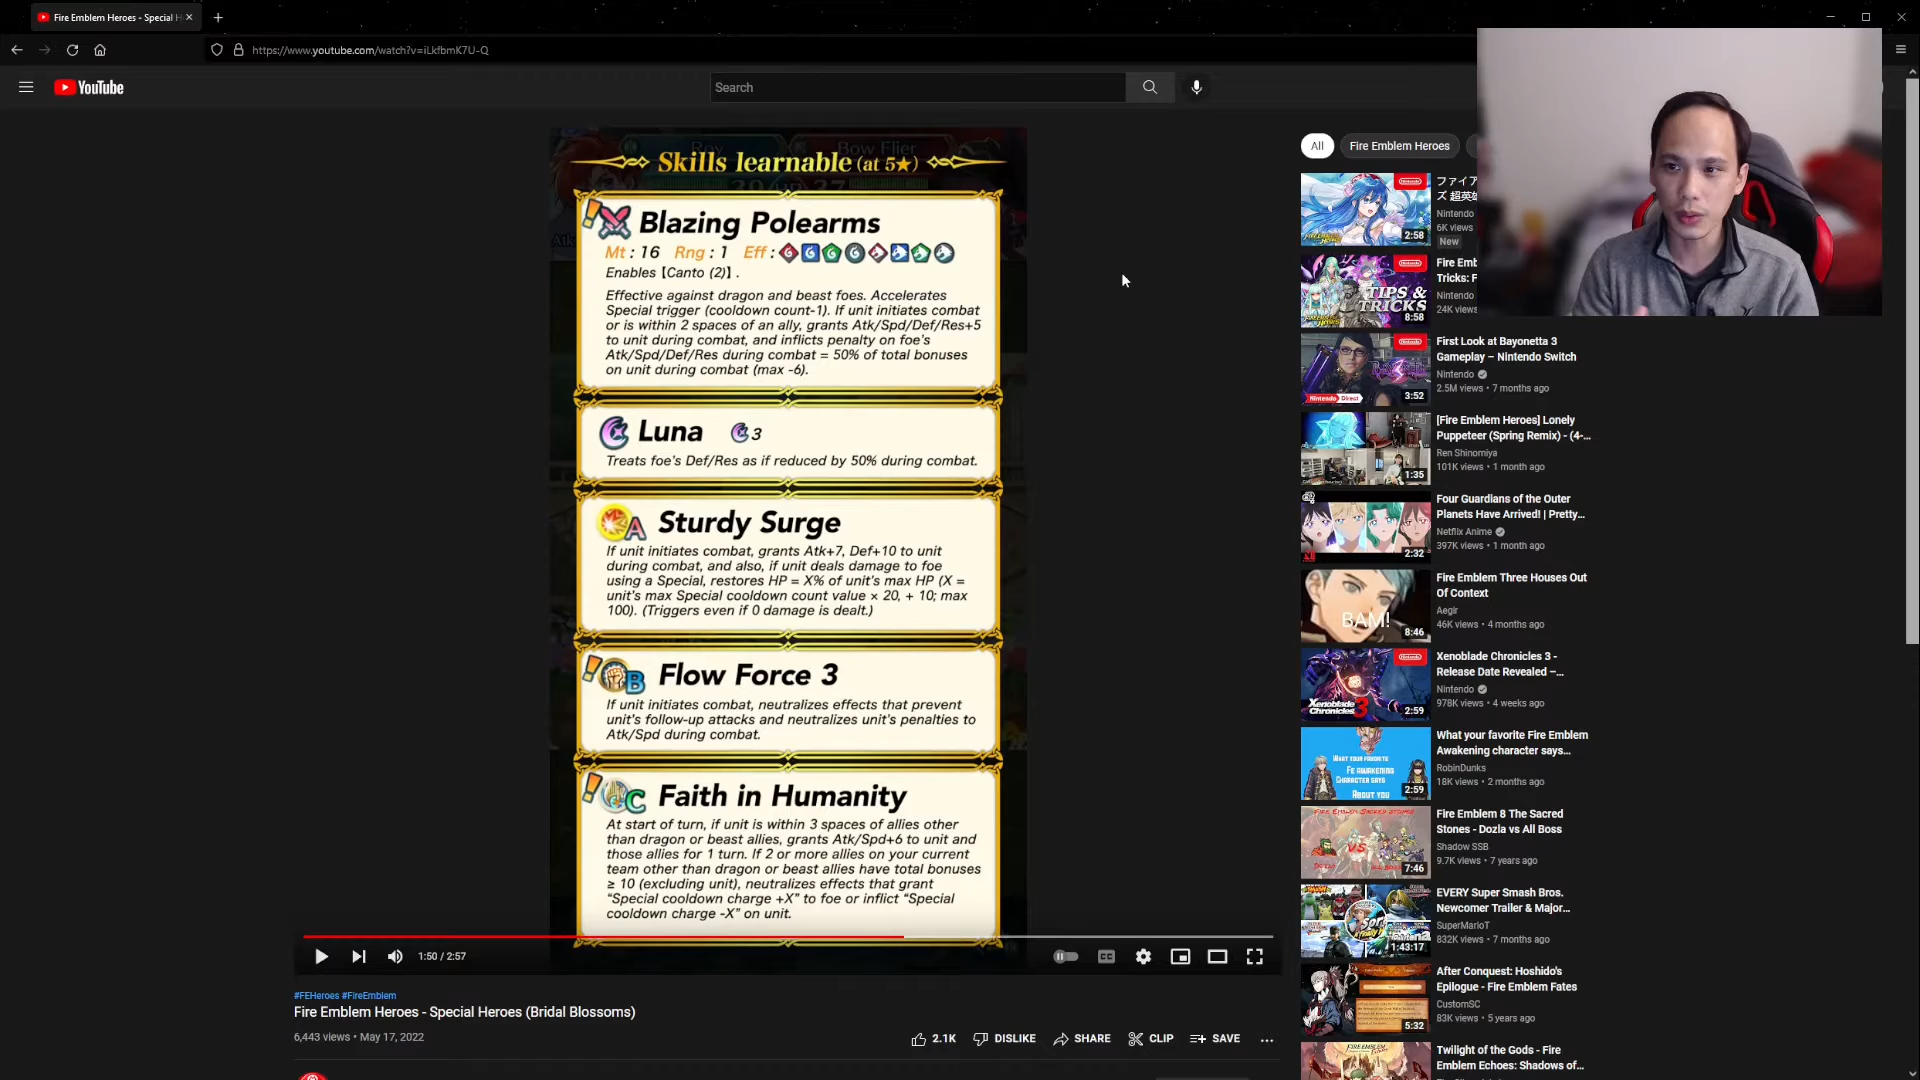 Fire Emblem Heroes - Special H
https://www.youtube.com/watch?v=iLkfbmK7U-Q
YouTube
Search
Skills learnable (at 5★)
Blazing Polearms
Mt : 16 Rng : 1 Eff :
Enables【Canto (2)】.
Effective against dragon and beast foes. Accelerates
Special trigger (cooldown count-1). If unit initiates combat
or is within 2 spaces of an ally, grants Atk/Spd/Def/Res+5
to unit during combat, and inflicts penalty on foe's
Atk/Spd/Def/Res during combat = 50% of total bonuses
on unit during combat (max -6).
Luna 3
Treats foe's Def/Res as if reduced by 50% during combat.
A Sturdy Surge
If unit initiates combat, grants Atk+7, Def+10 to unit
during combat, and also, if unit deals damage to foe
using a Special, restores HP = X% of unit's max HP (X =
unit's max Special cooldown count value × 20, + 10; max
100). (Triggers even if 0 damage is dealt.)
B Flow Force 3
If unit initiates combat, neutralizes effects that prevent
unit's follow-up attacks and neutralizes unit's penalties to
Atk/Spd during combat.
C Faith in Humanity
At start of turn, if unit is within 3 spaces of allies other
than dragon or beast allies, grants Atk/Spd+6 to unit and
those allies for 1 turn. If 2 or more allies on your current
team other than dragon or beast allies have total bonuses
≥ 10 (excluding unit), neutralizes effects that grant
“Special cooldown charge +X” to foe or inflict “Special
cooldown charge -X” on unit.
1:50 / 2:57
CC
#FEHeroes #FireEmblem
Fire Emblem Heroes - Special Heroes (Bridal Blossoms)
6,443 views • May 17, 2022
2.1K
DISLIKE
SHARE
CLIP
SAVE
All
Fire Emblem Heroes
ファイア
ズ 超英雄
Nintendo
6K views •
New
2:58
Fire Emb
Tricks: F
Nintendo
24K views
TIPS &
TRICKS
8:58
First Look at Bayonetta 3
Gameplay – Nintendo Switch
Nintendo
2.5M views • 7 months ago
3:52
[Fire Emblem Heroes] Lonely
Puppeteer (Spring Remix) - (4-...
Ren Shinomiya
101K views • 1 month ago
1:35
Four Guardians of the Outer
Planets Have Arrived! | Pretty...
Netflix Anime
397K views • 1 month ago
2:32
Fire Emblem Three Houses Out
Of Context
Aegir
46K views • 4 months ago
BAM!
8:46
Xenoblade Chronicles 3 -
Release Date Revealed –...
Nintendo
978K views • 4 weeks ago
2:59
What your favorite Fire Emblem
Awakening character says...
RobinDunks
18K views • 2 months ago
WHAT YOUR FAVORITE
FE AWAKENING
CHARACTER SAYS
ABOUT YOU
2:59
Fire Emblem 8 The Sacred
Stones - Dozla vs All Boss
Shadow SSB
9.7K views • 7 years ago
7:46
EVERY Super Smash Bros.
Newcomer Trailer & Major...
SuperMarioT
832K views • 7 months ago
1:43:17
After Conquest: Hoshido's
Epilogue - Fire Emblem Fates
CustomSC
83K views • 5 years ago
5:32
Twilight of the Gods - Fire
Emblem Echoes: Shadows of...